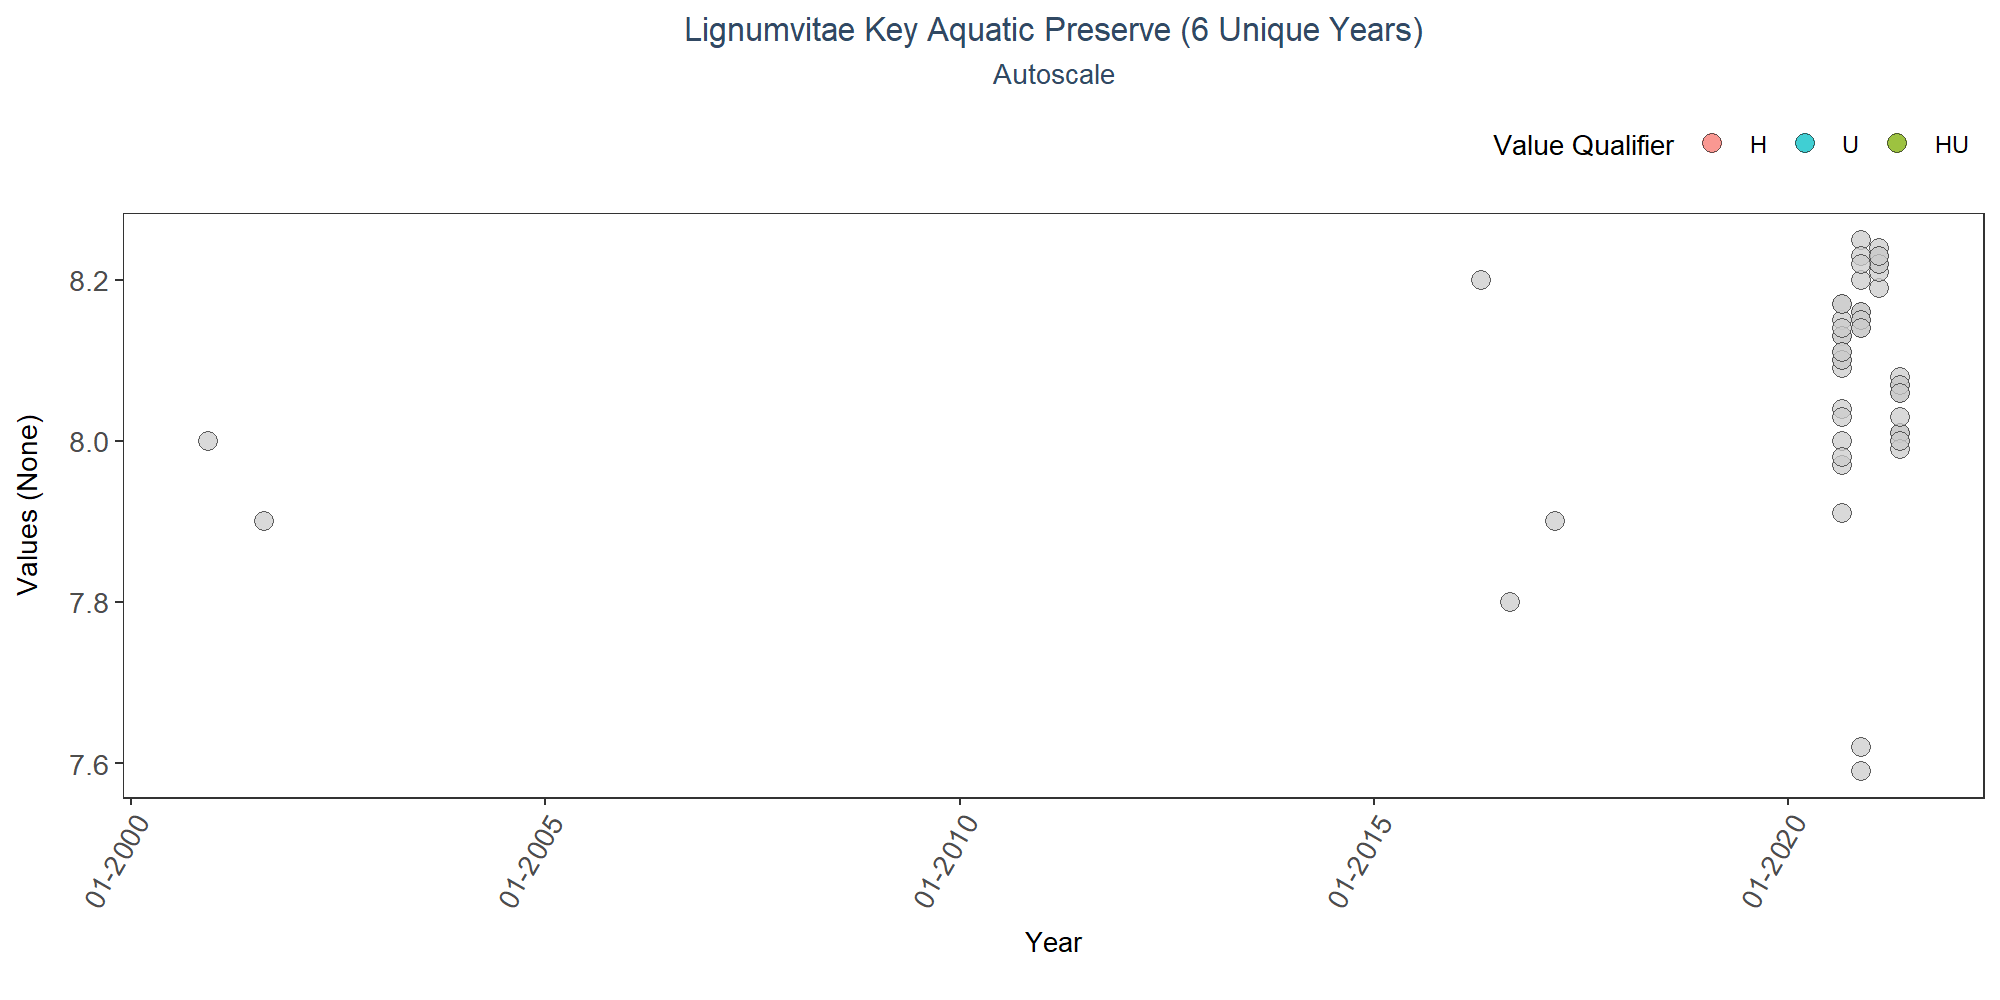 Lignumvitae Key Aquatic Preserve (6 Unique Years)
Autoscale
Value Qualifier H U HU
Values (None)
8.2
8.0
7.8
7.6
01-2000 01-2005 01-2010 01-2015 01-2020
Year